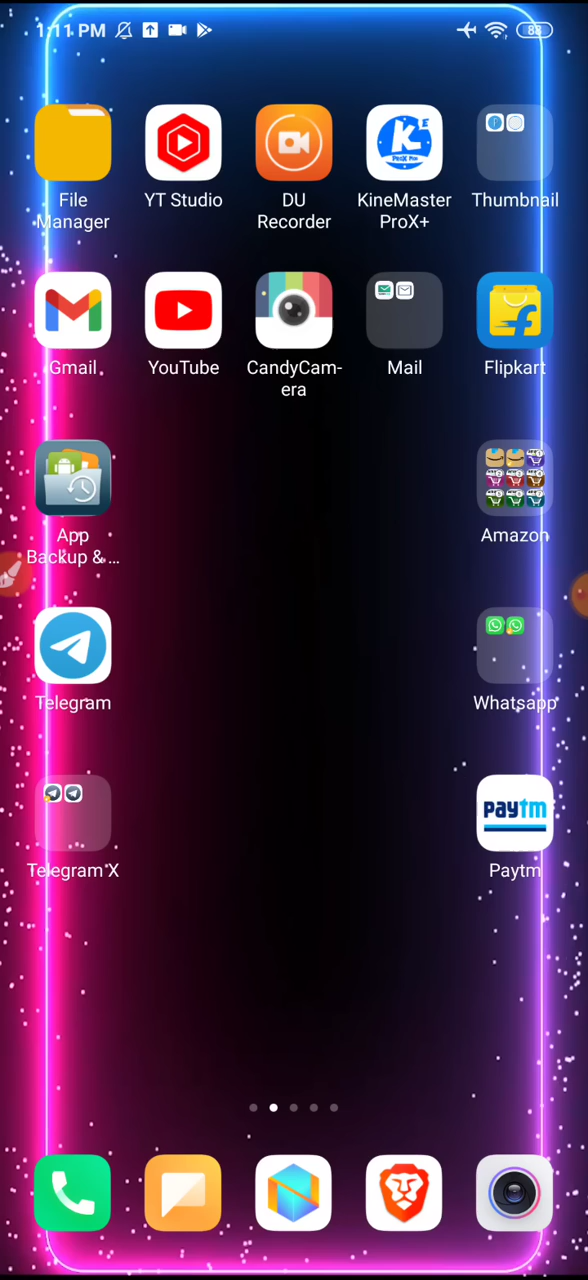 1:11 PM
83
File
Manager
YT Studio
DU
Recorder
KineMaster
ProX+
Thumbnail
Gmail
YouTube
CandyCam-
era
Mail
Flipkart
App
Backup & ...
Amazon
Telegram
Whatsapp
Telegram X
paytm
Paytm